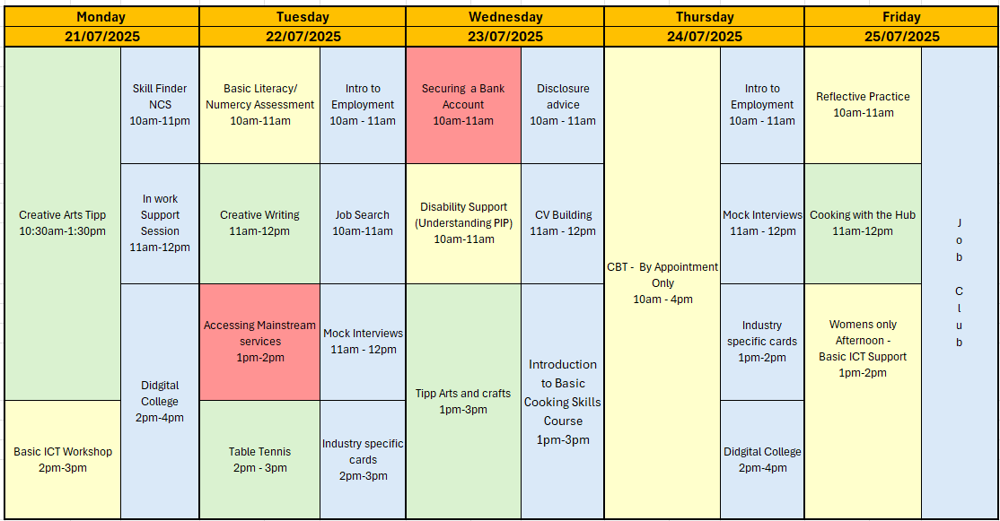 Monday
Tuesday
Wednesday
Thursday
Friday
21/07/2025
22/07/2025
23/07/2025
24/07/2025
25/07/2025
Creative Arts Tipp
10:30am-1:30pm
Basic ICT Workshop
2pm-3pm
Skill Finder
NCS
10am-11pm
In work
Support
Session
11am-12pm
Didgital
College
2pm-4pm
Basic Literacy/
Numercy Assessment
10am-11am
Creative Writing
11am-12pm
Accessing Mainstream
services
1pm-2pm
Table Tennis
2pm - 3pm
Intro to
Employment
10am - 11am
Job Search
10am-11am
Mock Interviews
11am - 12pm
Industry specific
cards
2pm-3pm
Securing a Bank
Account
10am-11am
Disability Support
(Understanding PIP)
10am-11am
Tipp Arts and crafts
1pm-3pm
Disclosure
advice
10am - 11am
CV Building
11am - 12pm
Introduction
to Basic
Cooking Skills
Course
1pm-3pm
CBT - By Appointment
Only
10am - 4pm
Intro to
Employment
10am - 11am
Mock Interviews
11am - 12pm
Industry
specific cards
1pm-2pm
Didgital College
2pm-4pm
Reflective Practice
10am-11am
Cooking with the Hub
11am-12pm
Womens only
Afternoon -
Basic ICT Support
1pm-2pm
J
o
b
C
l
u
b